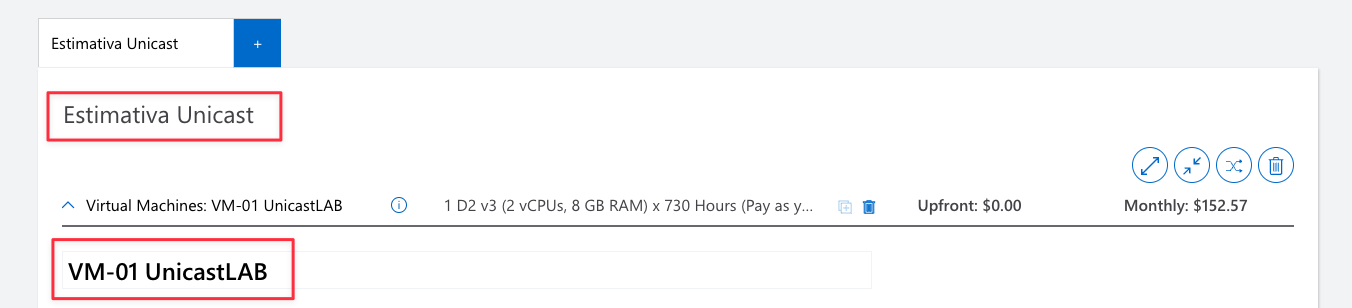 Estimativa Unicast +
Estimativa Unicast
Virtual Machines: VM-01 UnicastLAB 1 D2 v3 (2 vCPUs, 8 GB RAM) x 730 Hours (Pay as y... Upfront: $0.00 Monthly: $152.57
VM-01 UnicastLAB